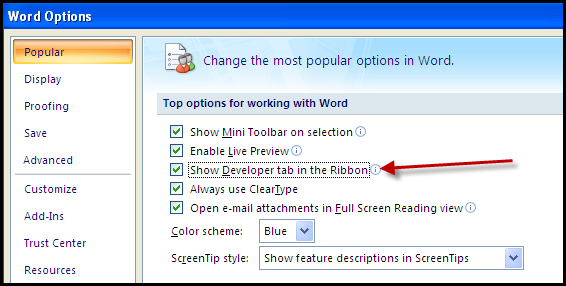 Word Options
Popular
Display
Proofing
Save
Advanced
Customize
Add-Ins
Trust Center
Resources
Change the most popular options in Word.
Top options for working with Word
Show Mini Toolbar on selection
Enable Live Preview
Show Developer tab in the Ribbon
Always use ClearType
Open e-mail attachments in Full Screen Reading view
Color scheme: Blue
ScreenTip style: Show feature descriptions in ScreenTips